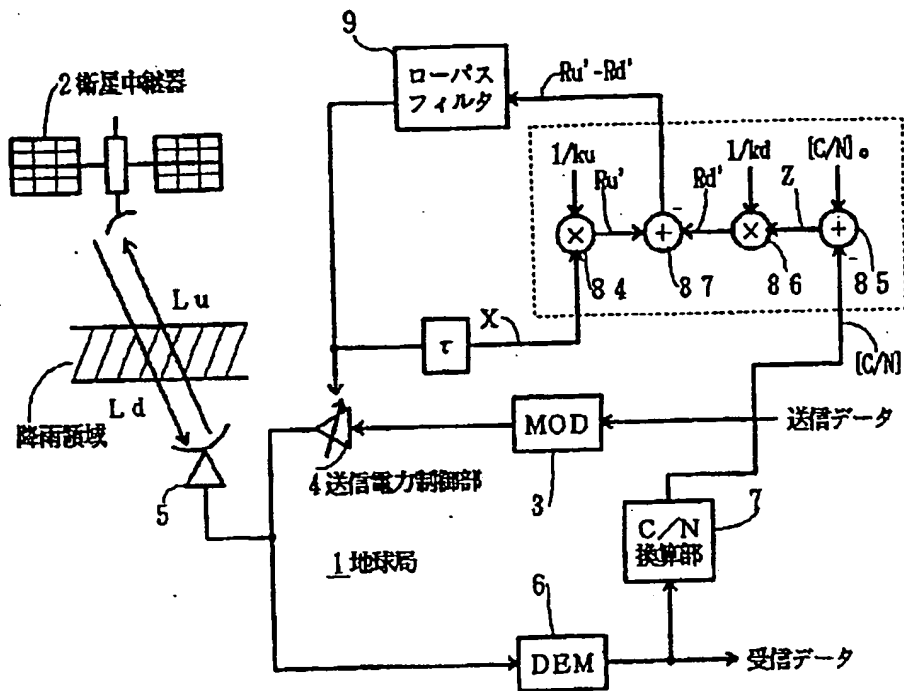 9
2衛星中継器
ローパス
フィルタ
Ru'-Rd'
1/ku
1/kd
[C/N]。
Ru'
Rd'
Z
×
+
-
×
+
-
84
87
86
85
Lu
τ
X
[C/N]
Ld
降雨領域
MOD
送信データ
4送信電力制御部
3
5
7
C/N
換算部
1地球局
6
DEM
受信データ